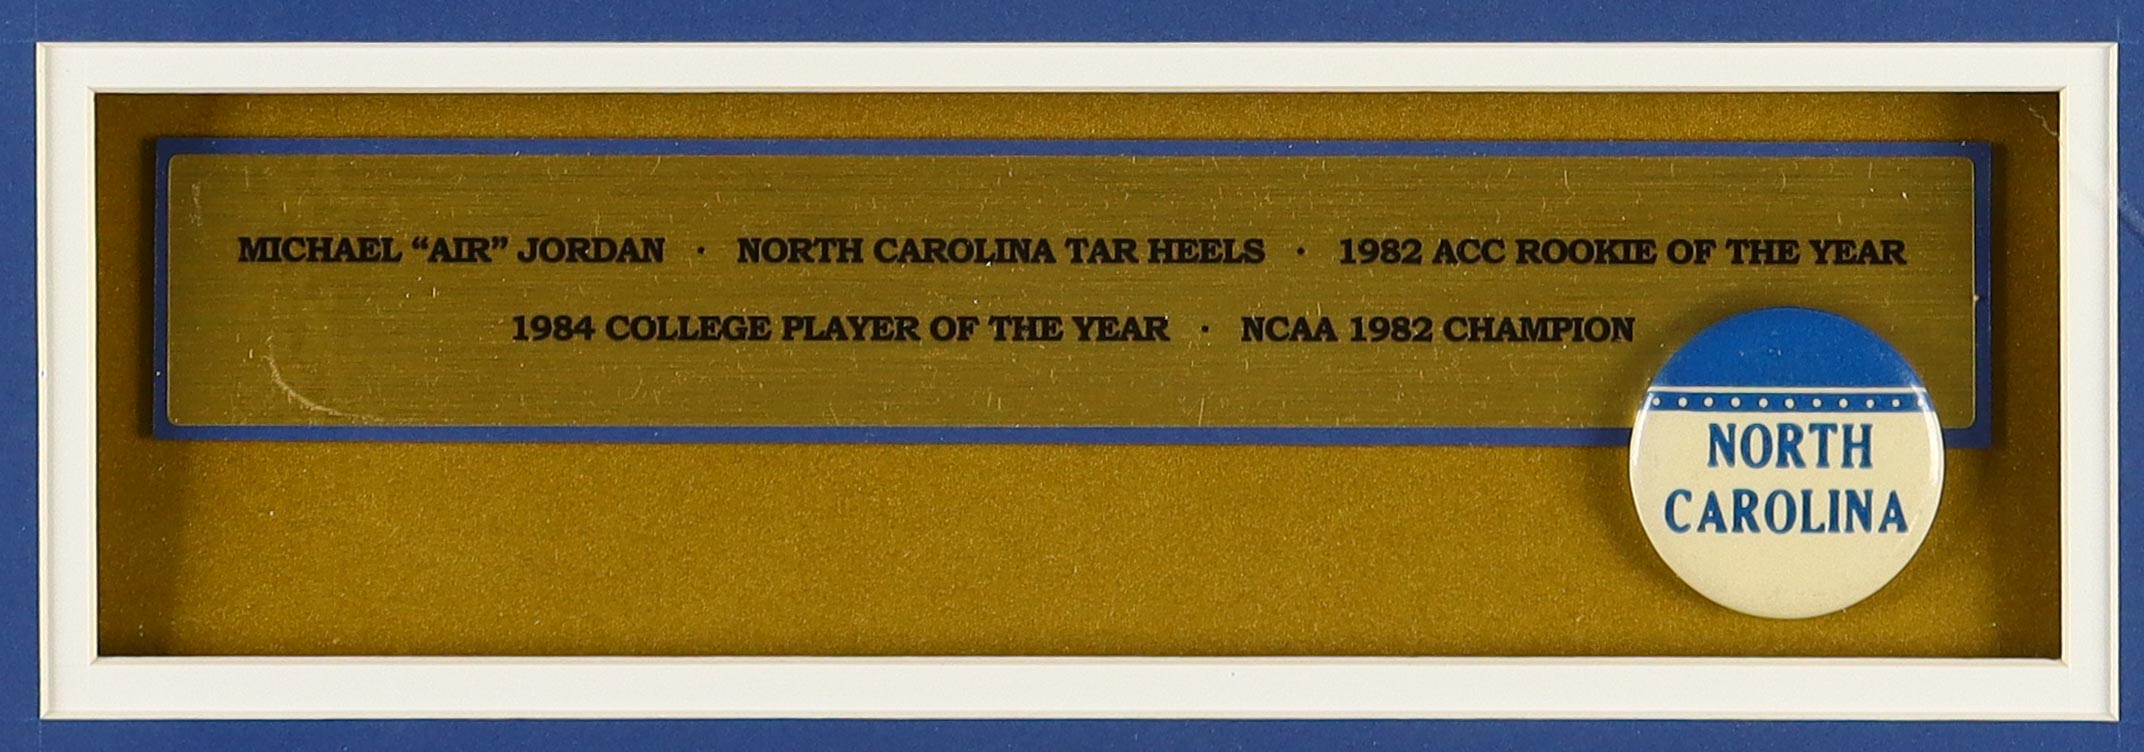 MICHAEL “AIR” JORDAN · NORTH CAROLINA TAR HEELS · 1982 ACC ROOKIE OF THE YEAR
1984 COLLEGE PLAYER OF THE YEAR · NCAA 1982 CHAMPION
NORTH
CAROLINA